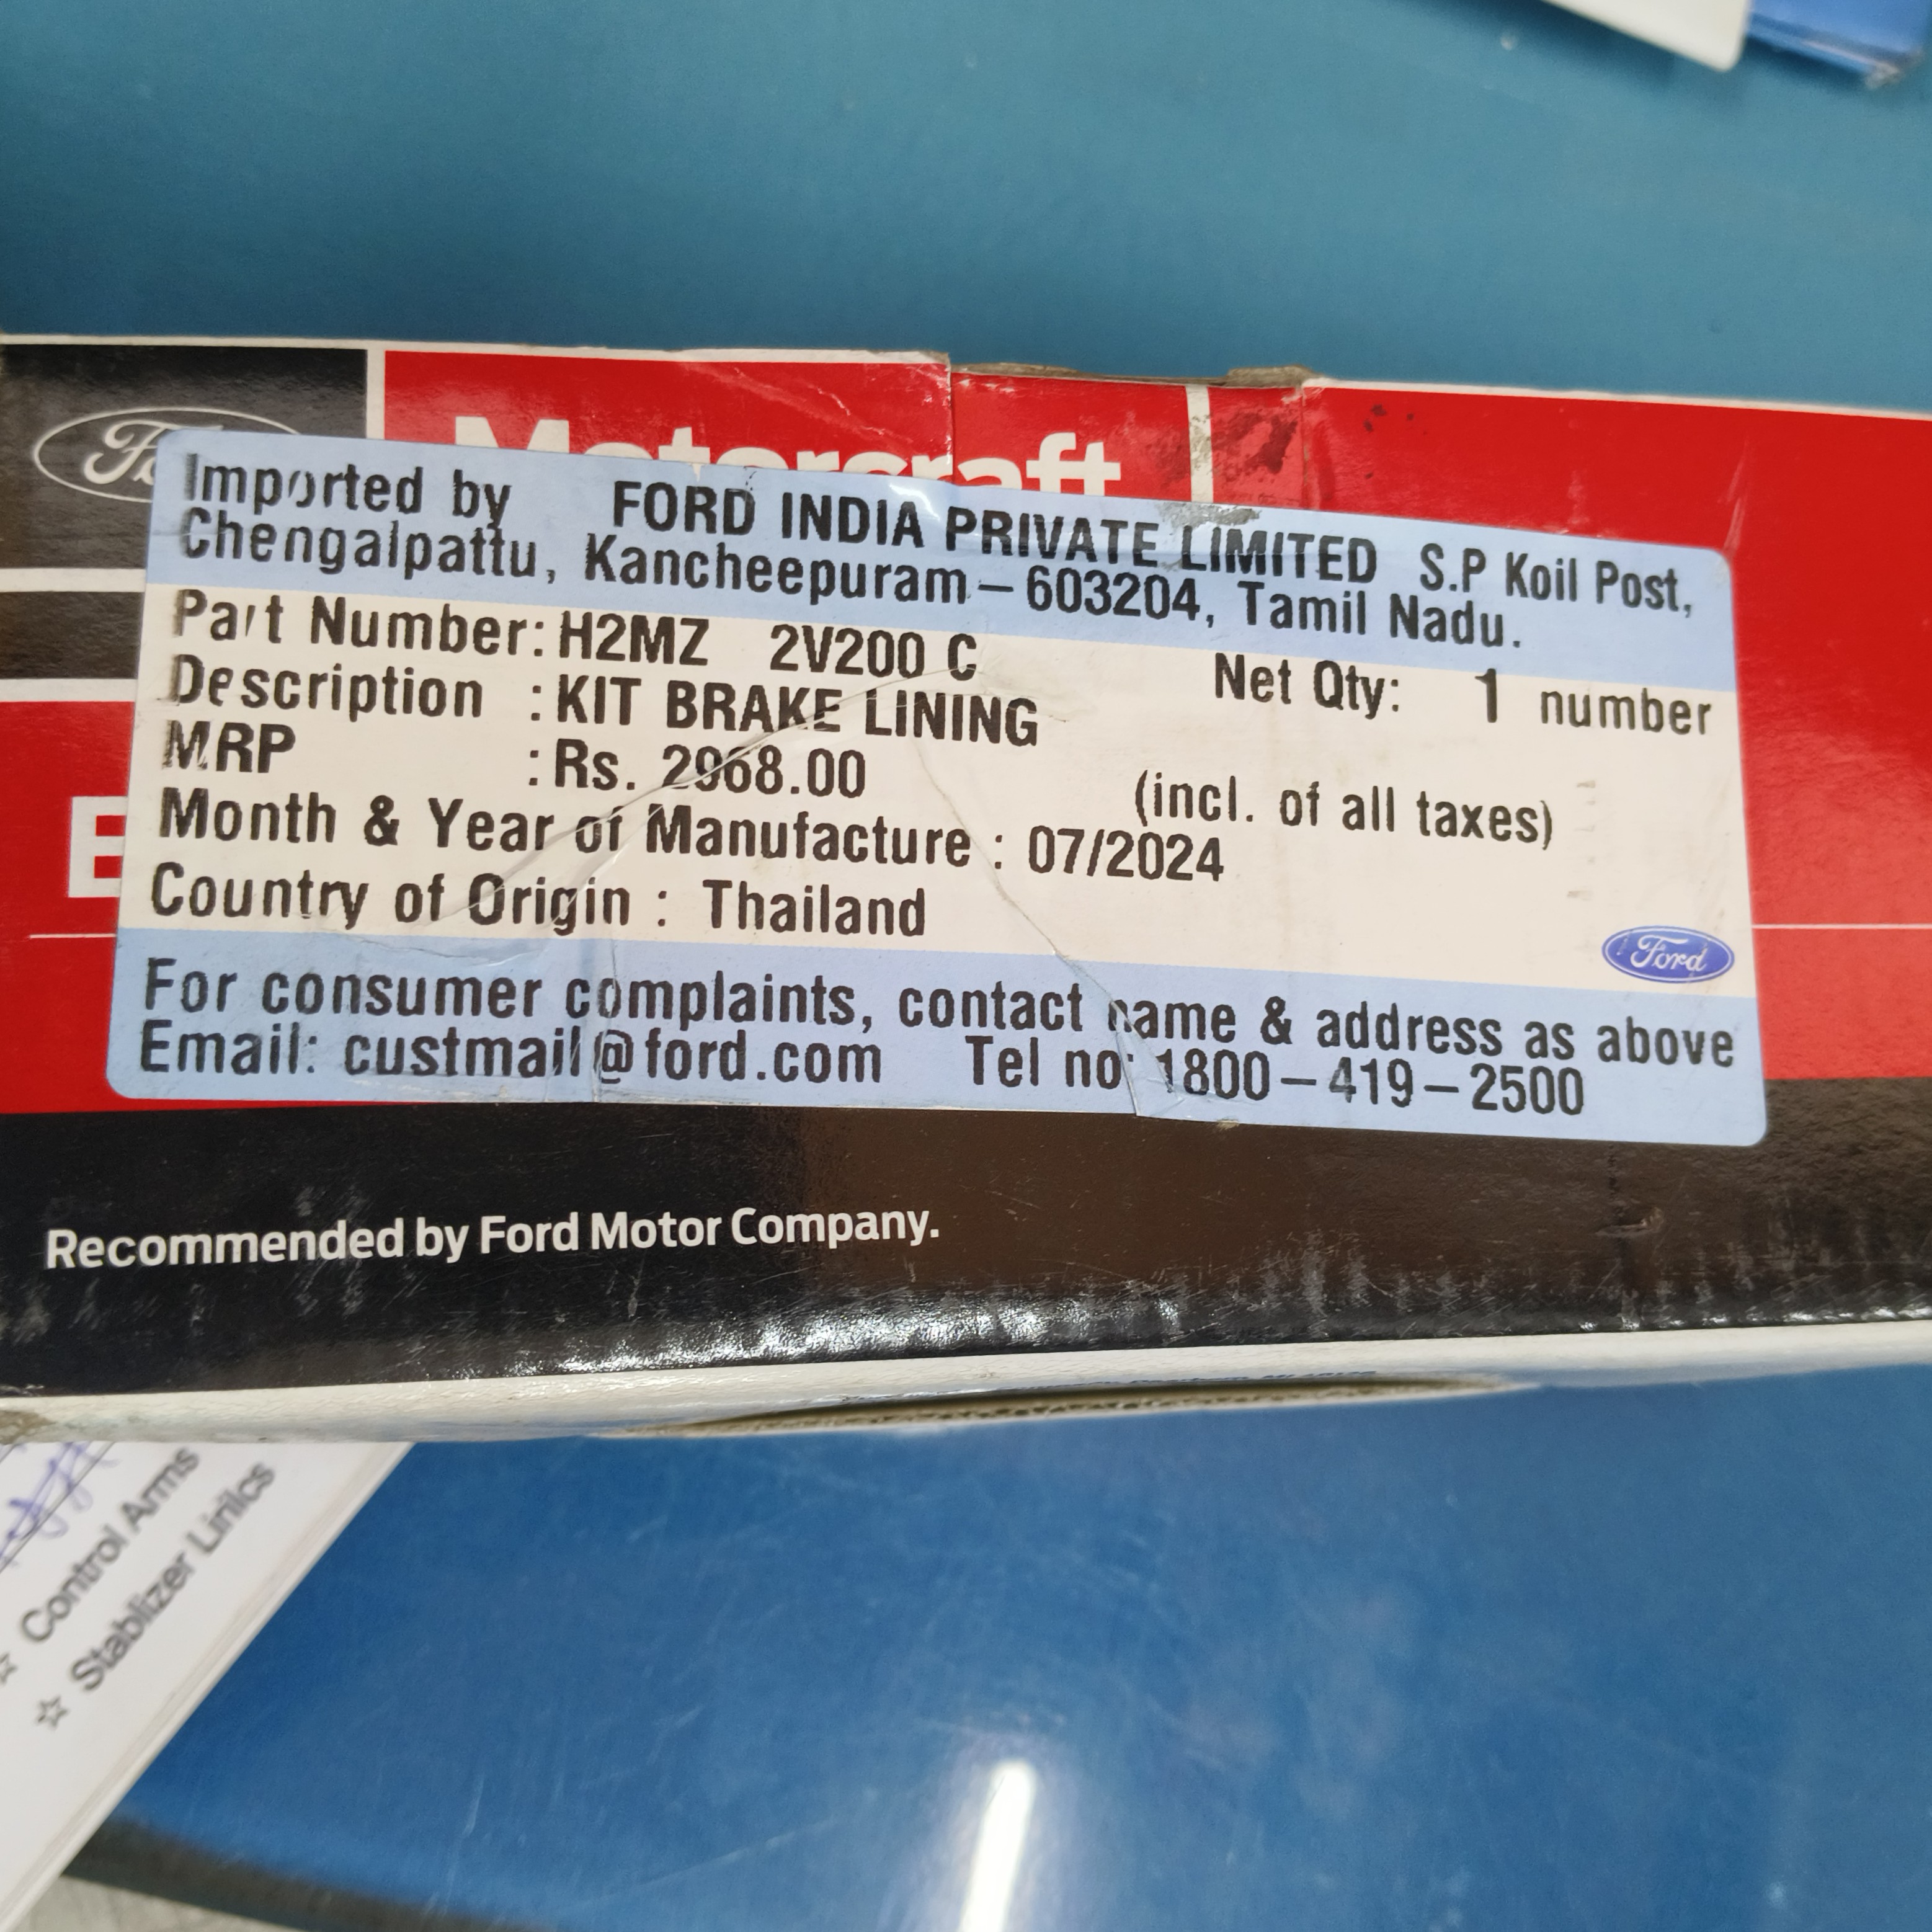 Motorcraft
Imported by FORD INDIA PRIVATE LIMITED S.P Koil Post,
Chengalpattu, Kancheepuram – 603204, Tamil Nadu.
Part Number: H2MZ 2V200 C Net Qty: 1 number
Description : KIT BRAKE LINING
MRP : Rs. 2968.00 (incl. of all taxes)
Month & Year of Manufacture : 07/2024
Country of Origin : Thailand
Ford
For consumer complaints, contact name & address as above
Email: custmail@ford.com Tel no: 1800–419–2500
Recommended by Ford Motor Company.
☆ Control Arms
☆ Stablizer Linlcs